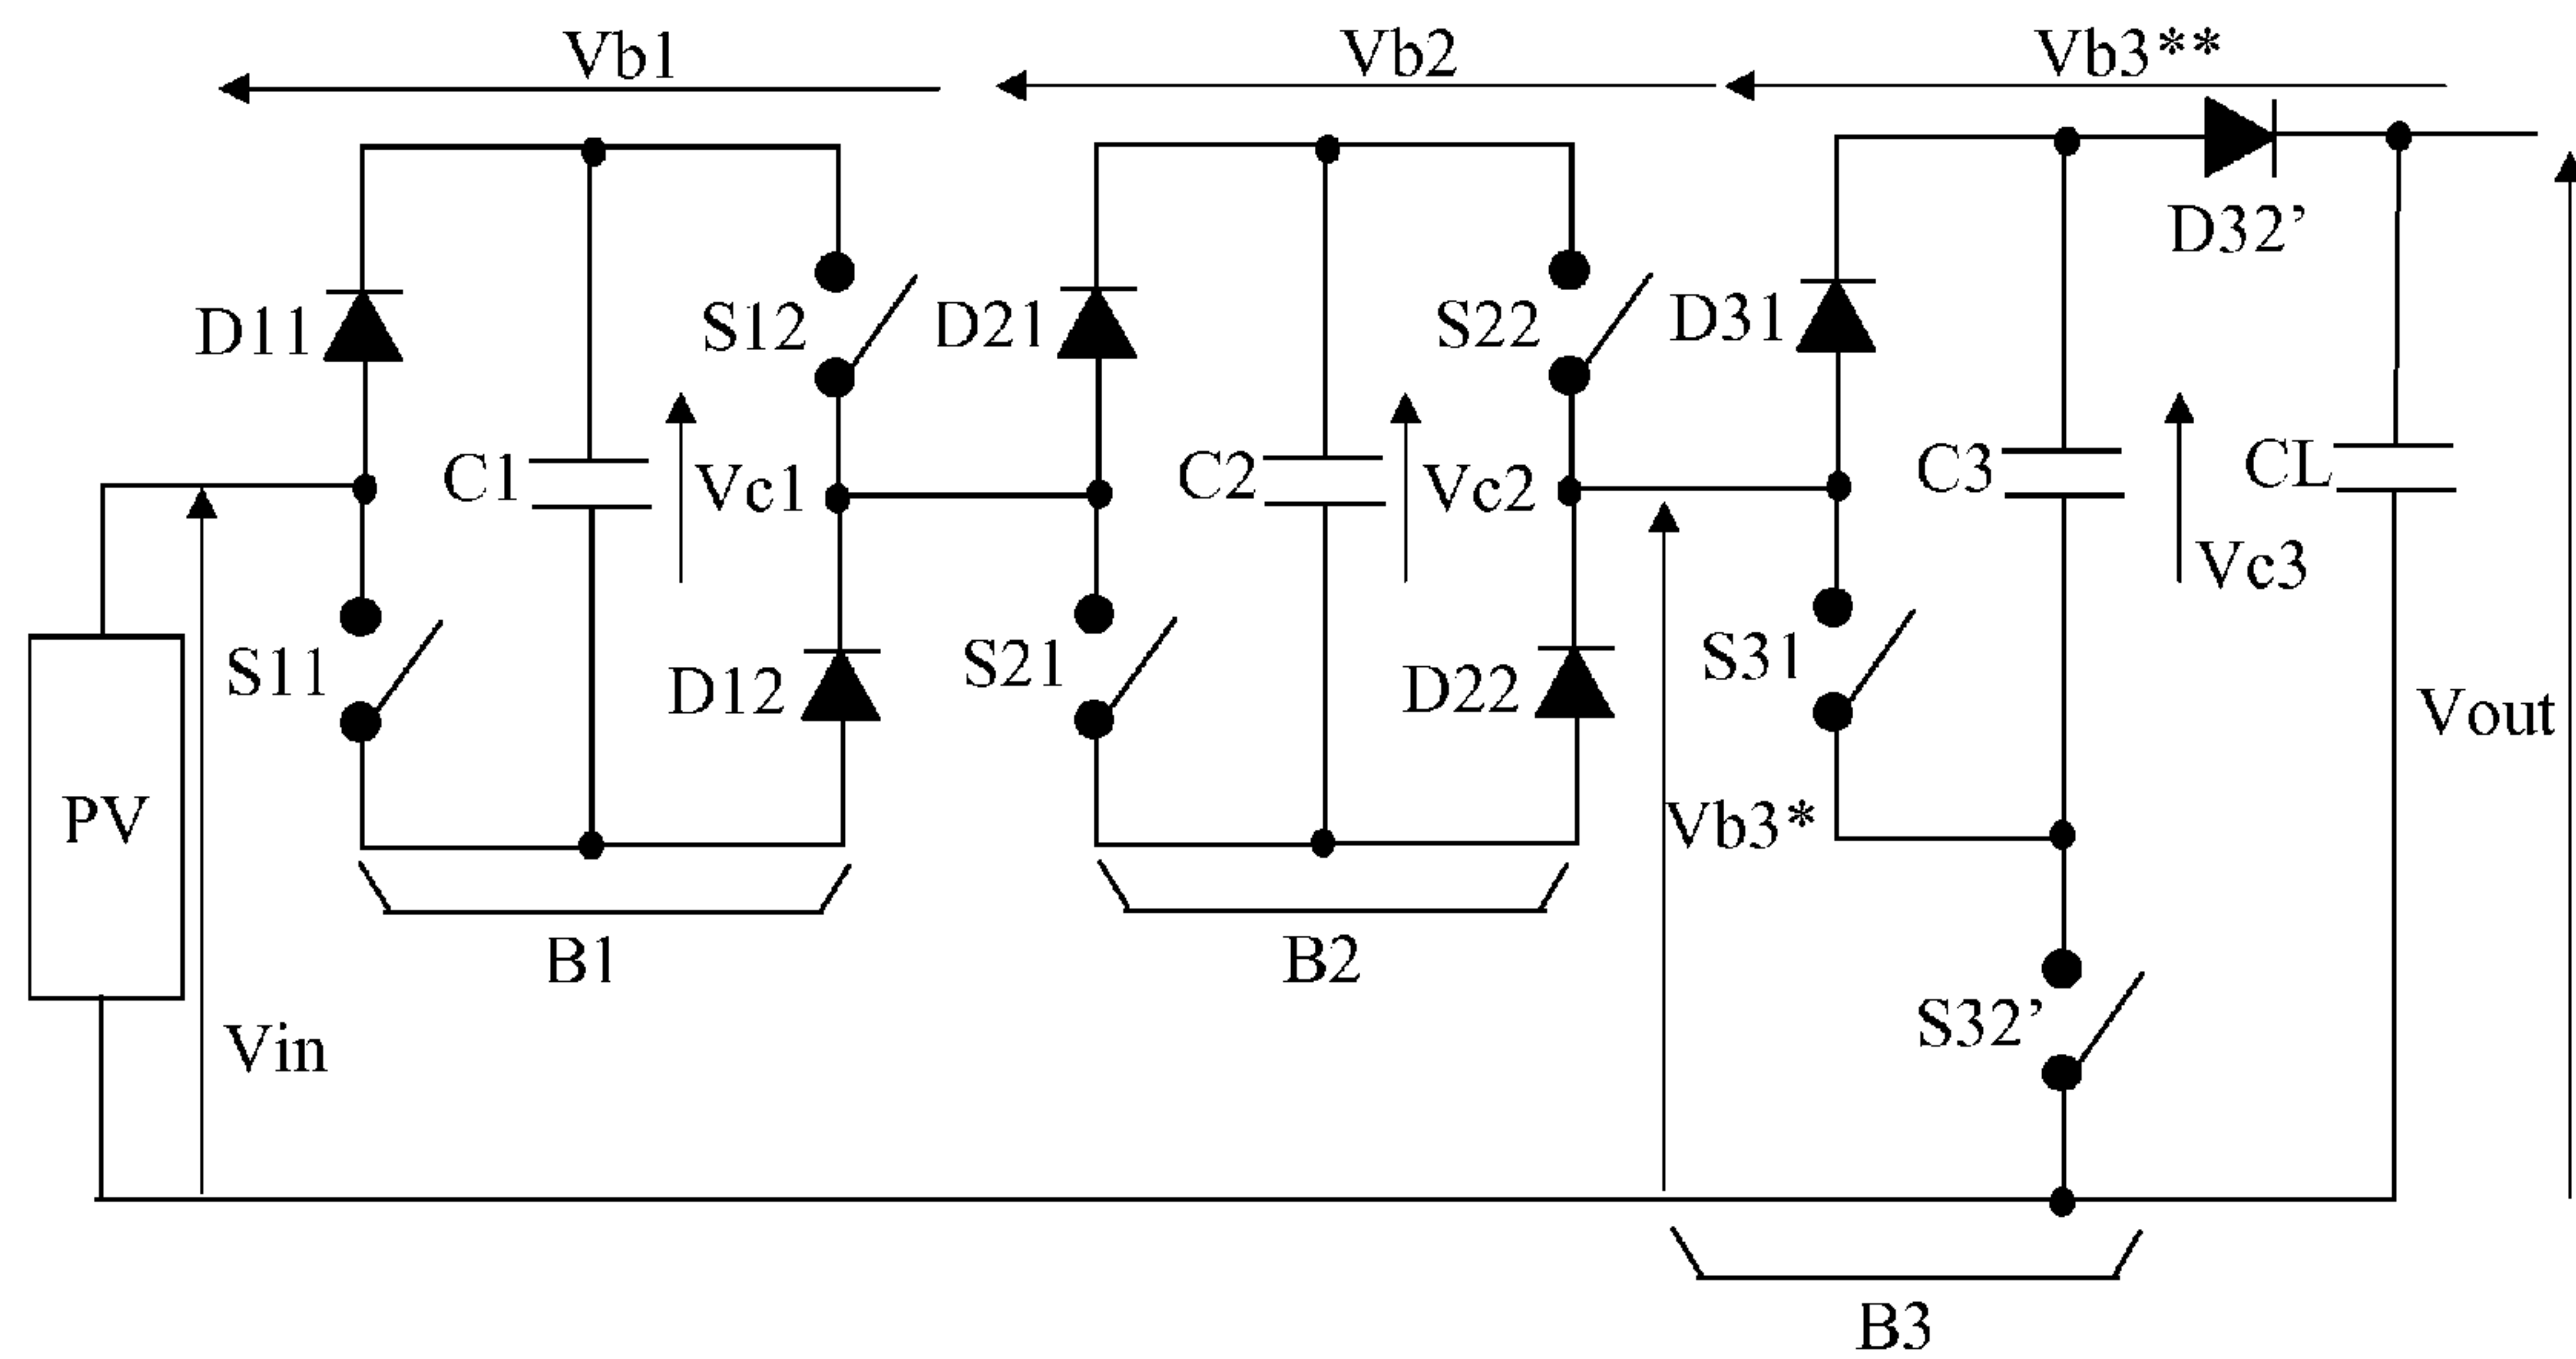 Vb1
Vb2
Vb3**
D11
S12
D21
S22
D31
D32’
C1
Vc1
C2
Vc2
C3
CL
Vc3
S11
D12
S21
D22
S31
Vout
PV
Vb3*
B1
B2
Vin
S32’
B3